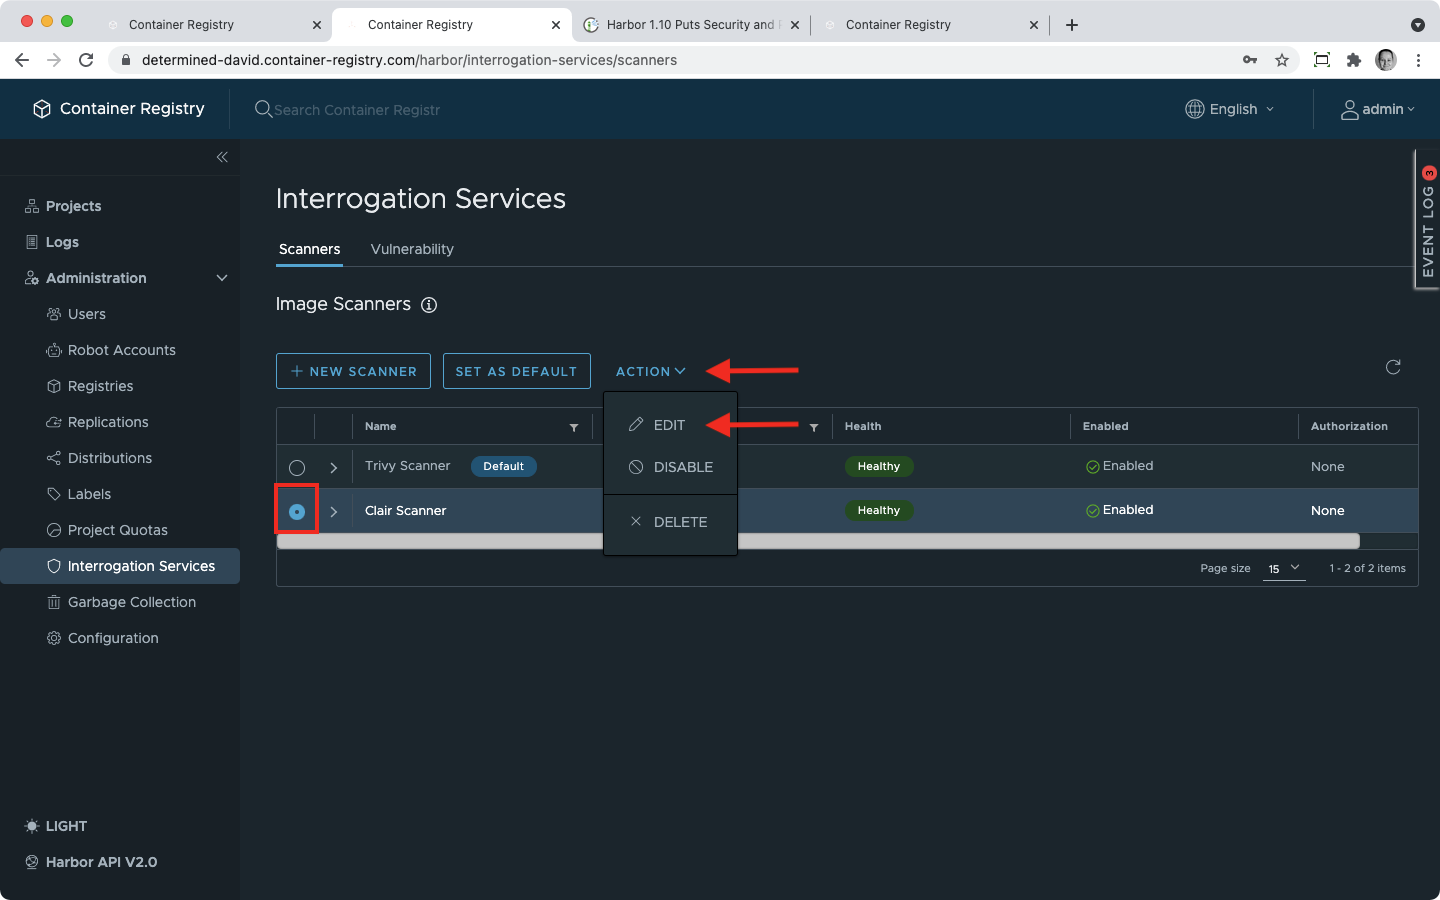 Container Registry
Container Registry
Harbor 1.10 Puts Security and
Container Registry
determined-david.container-registry.com/harbor/interrogation-services/scanners
Container Registry
Search Container Registr
English
admin
EVENT LOG 3
Projects
Logs
Administration
Users
Robot Accounts
Registries
Replications
Distributions
Labels
Project Quotas
Interrogation Services
Garbage Collection
Configuration
LIGHT
Harbor API V2.0
Interrogation Services
Scanners Vulnerability
Image Scanners
+ NEW SCANNER SET AS DEFAULT ACTION
EDIT
DISABLE
DELETE
Name Health Enabled Authorization
Trivy Scanner Default Healthy Enabled None
Clair Scanner Healthy Enabled None
Page size 15 1 - 2 of 2 items